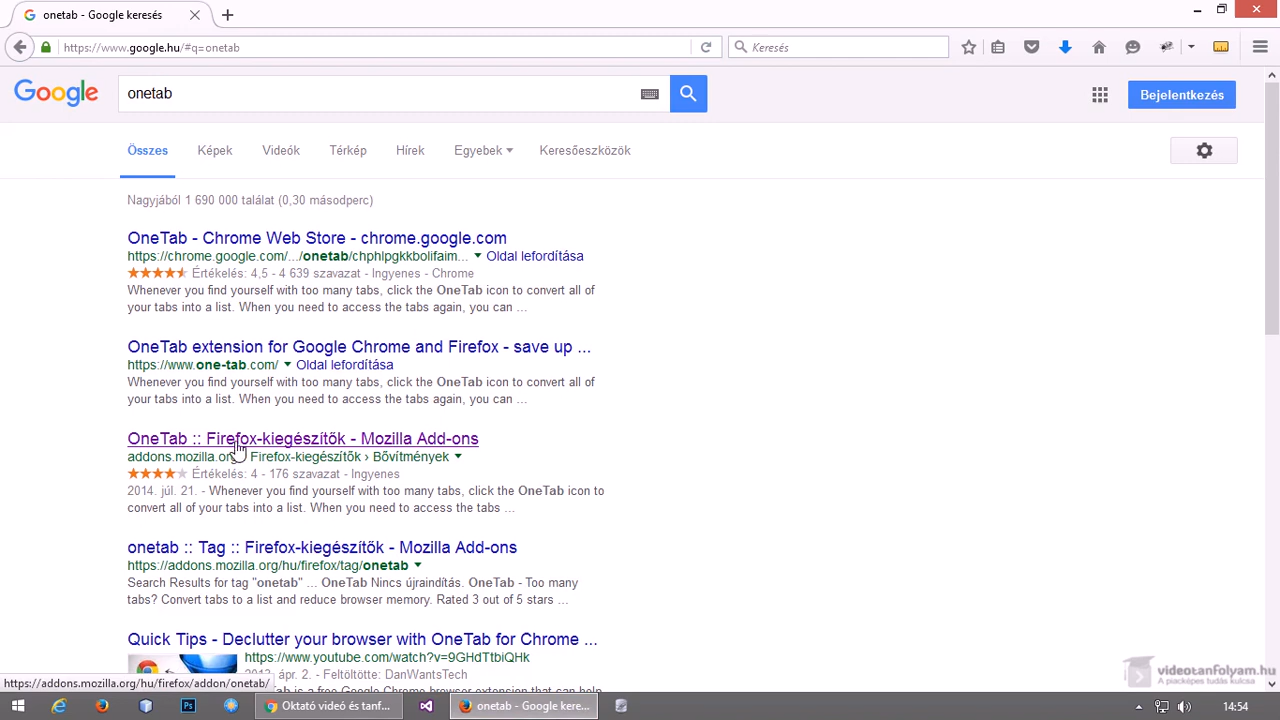 onetab - Google keresés
https://www.google.hu/#q=onetab
Keresés
Google
onetab
Bejelentkezés
Összes Képek Videók Térkép Hírek Egyebek Keresőeszközök
Nagyjából 1 690 000 találat (0,30 másodperc)
OneTab - Chrome Web Store - chrome.google.com
https://chrome.google.com/.../onetab/chphlpgkkbolifaim... Oldal lefordítása
Értékelés: 4,5 - 4 639 szavazat - Ingyenes - Chrome
Whenever you find yourself with too many tabs, click the OneTab icon to convert all of
your tabs into a list. When you need to access the tabs again, you can ...
OneTab extension for Google Chrome and Firefox - save up ...
https://www.one-tab.com/ Oldal lefordítása
Whenever you find yourself with too many tabs, click the OneTab icon to convert all of
your tabs into a list. When you need to access the tabs again, you can ...
OneTab :: Firefox-kiegészítők - Mozilla Add-ons
addons.mozilla.org Firefox-kiegészítők › Bővítmények
Értékelés: 4 - 176 szavazat - Ingyenes
2014. júl. 21. - Whenever you find yourself with too many tabs, click the OneTab icon to
convert all of your tabs into a list. When you need to access the tabs ...
onetab :: Tag :: Firefox-kiegészítők - Mozilla Add-ons
https://addons.mozilla.org/hu/firefox/tag/onetab
Search Results for tag "onetab" ... OneTab Nincs újraindítás. OneTab - Too many
tabs? Convert tabs to a list and reduce browser memory. Rated 3 out of 5 stars ...
Quick Tips - Declutter your browser with OneTab for Chrome ...
https://www.youtube.com/watch?v=9GHdTtbiQHk
ápr. 2. - Feltöltötte: DanWantsTech
is a free Google Chrome browser extension that
https://addons.mozilla.org/hu/firefox/addon/onetab/
videotanfolyam.hu
A piacképes tudás kulcsa
Oktató videó és tanf...
onetab - Google kere...
14:54